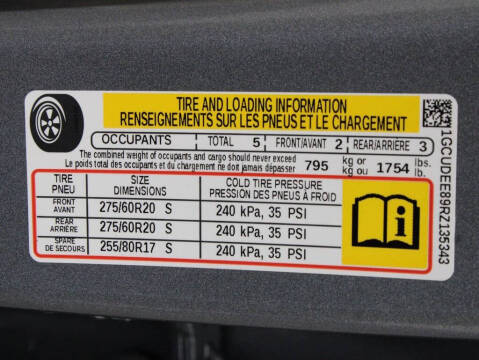 TIRE AND LOADING INFORMATION
RENSEIGNEMENTS SUR LES PNEUS ET LE CHARGEMENT
OCCUPANTS TOTAL 5 FRONT/AVANT 2 REAR/ARRIÈRE 3
The combined weight of occupants and cargo should never exceed
Le poids total des occupants et du chargement ne doit jamais dépasser
795 kg or 1754 lbs.
kg ou lb.
TIRE SIZE COLD TIRE PRESSURE
PNEU DIMENSIONS PRESSION DES PNEUS À FROID
FRONT
AVANT 275/60R20 S 240 kPa, 35 PSI
REAR
ARRIÈRE 275/60R20 S 240 kPa, 35 PSI
SPARE
DE SECOURS 255/80R17 S 240 kPa, 35 PSI
i
1GCUDEE89RZ135343